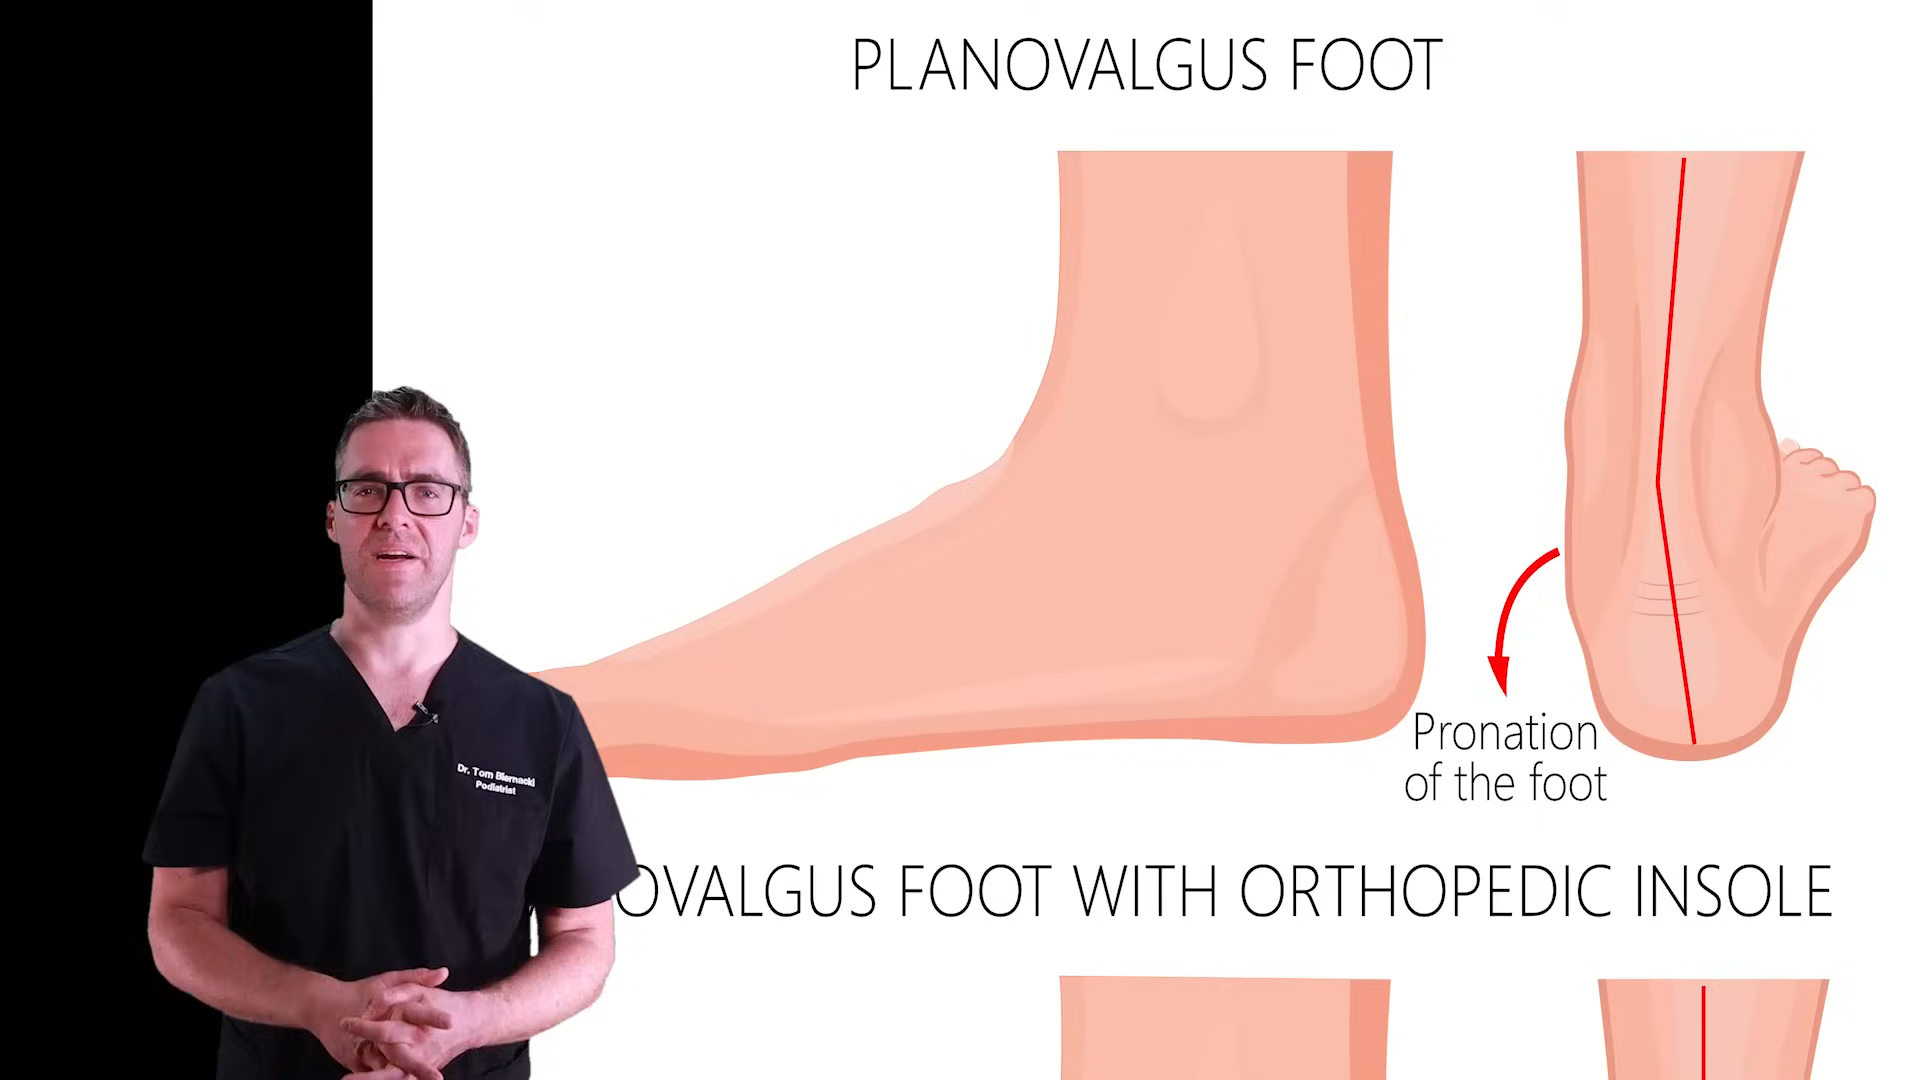 PLANOVALGUS FOOT
Pronation
of the foot
Dr. Tom Biernacki
Podiatrist
OVALGUS FOOT WITH ORTHOPEDIC INSOLE